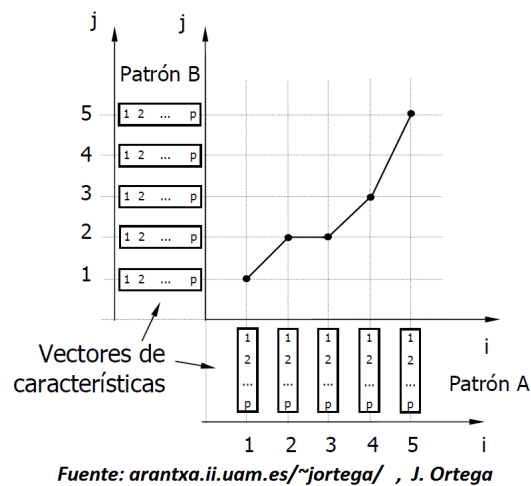 j
j
Patrón B
5
1 2 ... p
4
1 2 ... p
3
1 2 ... p
2
1 2 ... p
1
1 2 ... p
Vectores de
características
1 1 1 1 1
2 2 2 2 2
... ... ... ... ...
p p p p p
i
Patrón A
1 2 3 4 5 i
Fuente: arantxa.ii.uam.es/~jortega/ , J. Ortega